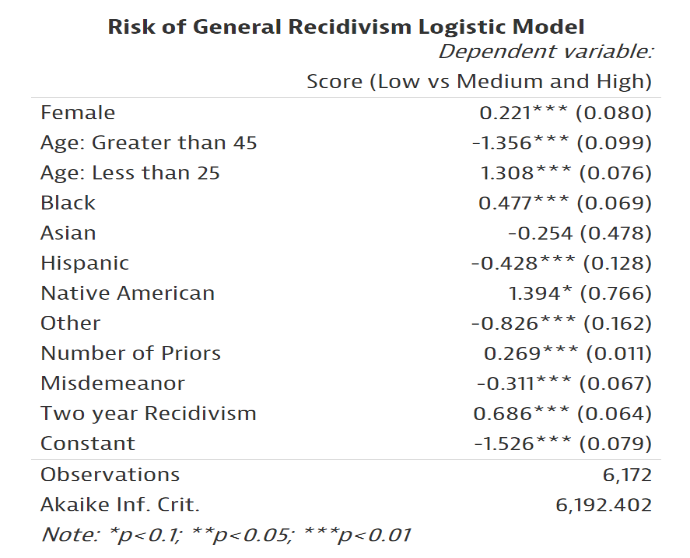 Risk of General Recidivism Logistic Model
Dependent variable:
Score (Low vs Medium and High)
Female 0.221*** (0.080)
Age: Greater than 45 -1.356*** (0.099)
Age: Less than 25 1.308*** (0.076)
Black 0.477*** (0.069)
Asian -0.254 (0.478)
Hispanic -0.428*** (0.128)
Native American 1.394* (0.766)
Other -0.826*** (0.162)
Number of Priors 0.269*** (0.011)
Misdemeanor -0.311*** (0.067)
Two year Recidivism 0.686*** (0.064)
Constant -1.526*** (0.079)
Observations 6,172
Akaike Inf. Crit. 6,192.402
Note: *p<0.1; **p<0.05; ***p<0.01